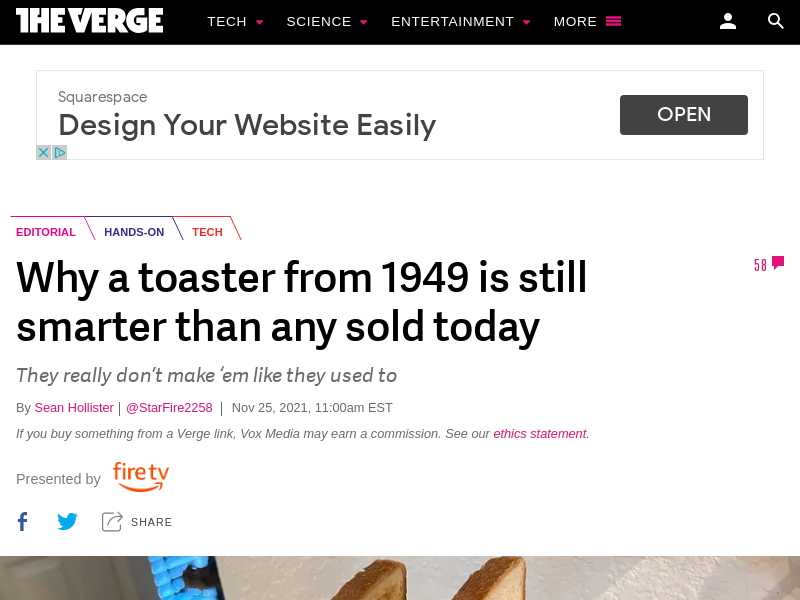 THE VERGE
TECH SCIENCE ENTERTAINMENT MORE
Squarespace
Design Your Website Easily
OPEN
EDITORIAL HANDS-ON TECH
Why a toaster from 1949 is still
smarter than any sold today
58
They really don’t make ‘em like they used to
By Sean Hollister | @StarFire2258 | Nov 25, 2021, 11:00am EST
If you buy something from a Verge link, Vox Media may earn a commission. See our ethics statement.
Presented by fire tv
SHARE